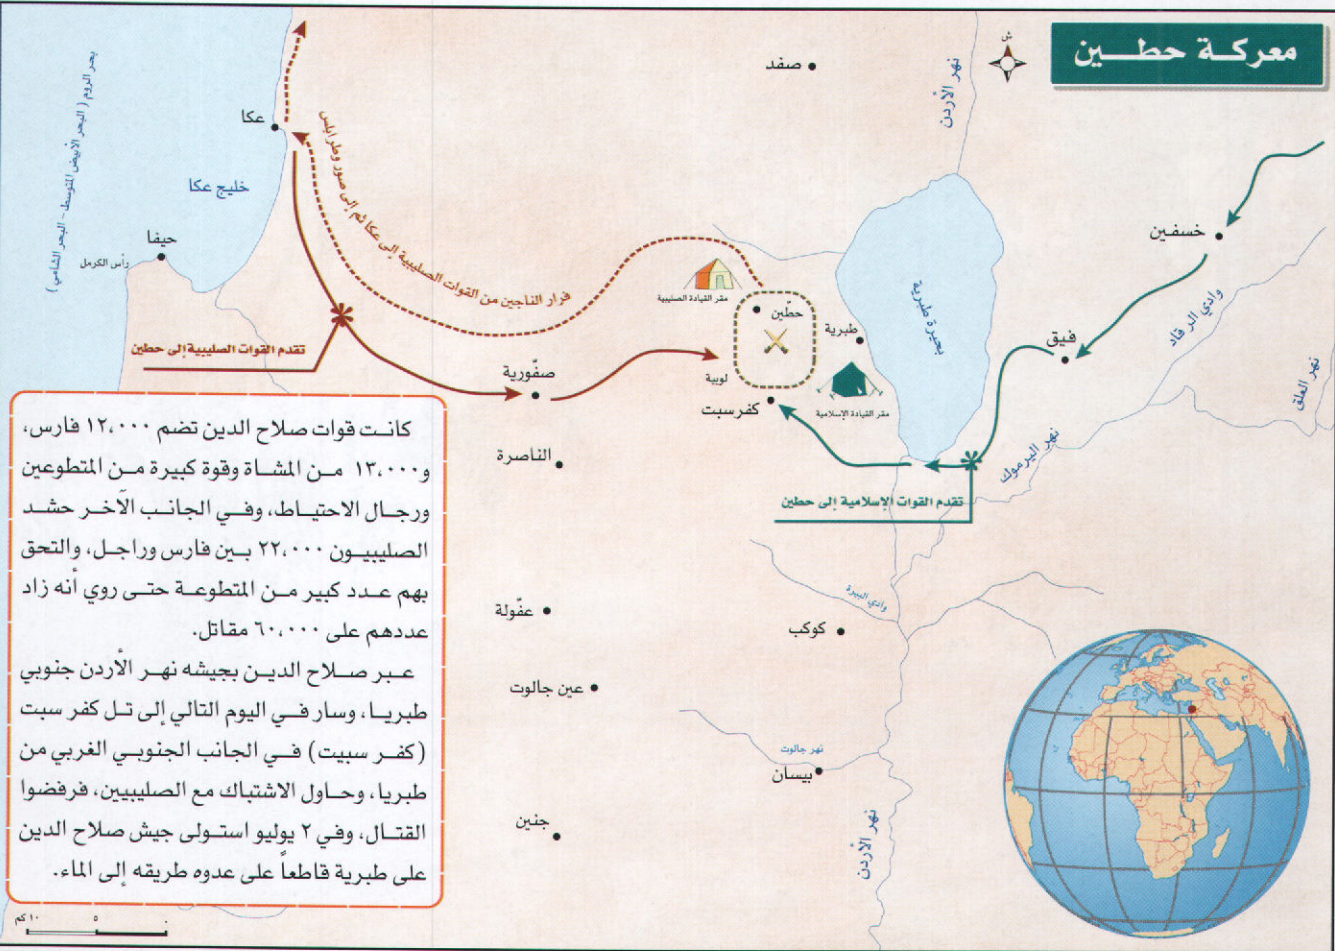 معركة حطين
ش
صفد
نهر الأردن
بحر الروم (البحر الأبيض المتوسط - البحر الشامي)
عكا
خليج عكا
حيفا
رأس الكرمل
فرار الناجين من القوات الصليبية إلى عكا ثم إلى صور وطرابلس
خسفين
وادي الرقاد
نهر العلق
فيق
بحيرة طبرية
مقر القيادة الصليبية
حطّين
طبرية
لوبية
مقر القيادة الإسلامية
كفرسبت
تقدم القوات الصليبية إلى حطين
صفّورية
الناصرة
نهر اليرموك
تقدم القوات الإسلامية إلى حطين
كانت قوات صلاح الدين تضم ١٢،٠٠٠ فارس،
و١٣،٠٠٠ من المشاة وقوة كبيرة من المتطوعين
ورجال الاحتياط، وفي الجانب الآخر حشد
الصليبيون ٢٢،٠٠٠ بين فارس وراجل، والتحق
بهم عدد كبير من المتطوعة حتى روي أنه زاد
عددهم على ٦٠،٠٠٠ مقاتل.
عبر صلاح الدين بجيشه نهر الأردن جنوبي
طبريا، وسار في اليوم التالي إلى تل كفر سبت
(كفر سبيت) في الجانب الجنوبي الغربي من
طبريا، وحاول الاشتباك مع الصليبيين، فرفضوا
القتال، وفي ٢ يوليو استولى جيش صلاح الدين
على طبرية قاطعاً على عدوه طريقه إلى الماء.
وادي البيرة
عفّولة
كوكب
عين جالوت
نهر جالوت
بيسان
جنين
نهر الأردن
١٠ كم ٥ ٠